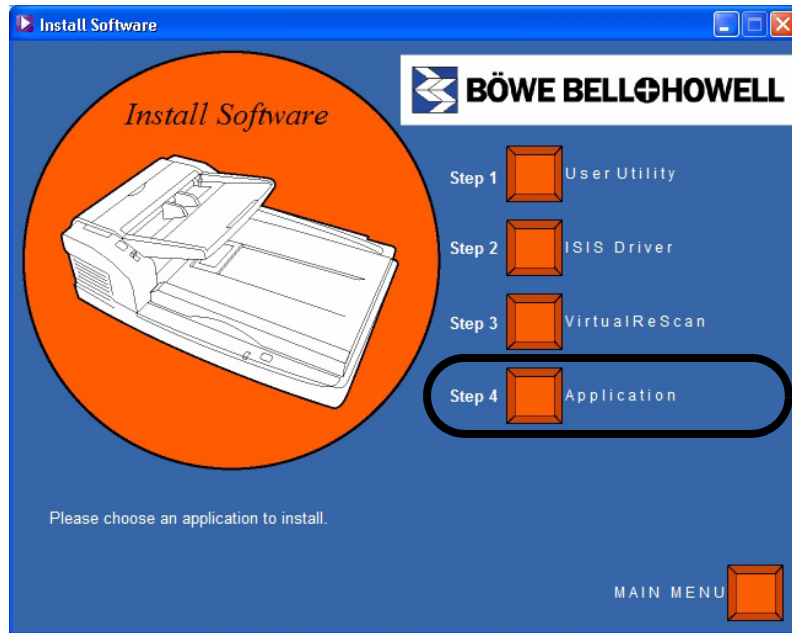 Install Software
BÖWE BELL+HOWELL
Install Software
Step 1 User Utility
Step 2 ISIS Driver
Step 3 VirtualReScan
Step 4 Application
Please choose an application to install.
MAIN MENU